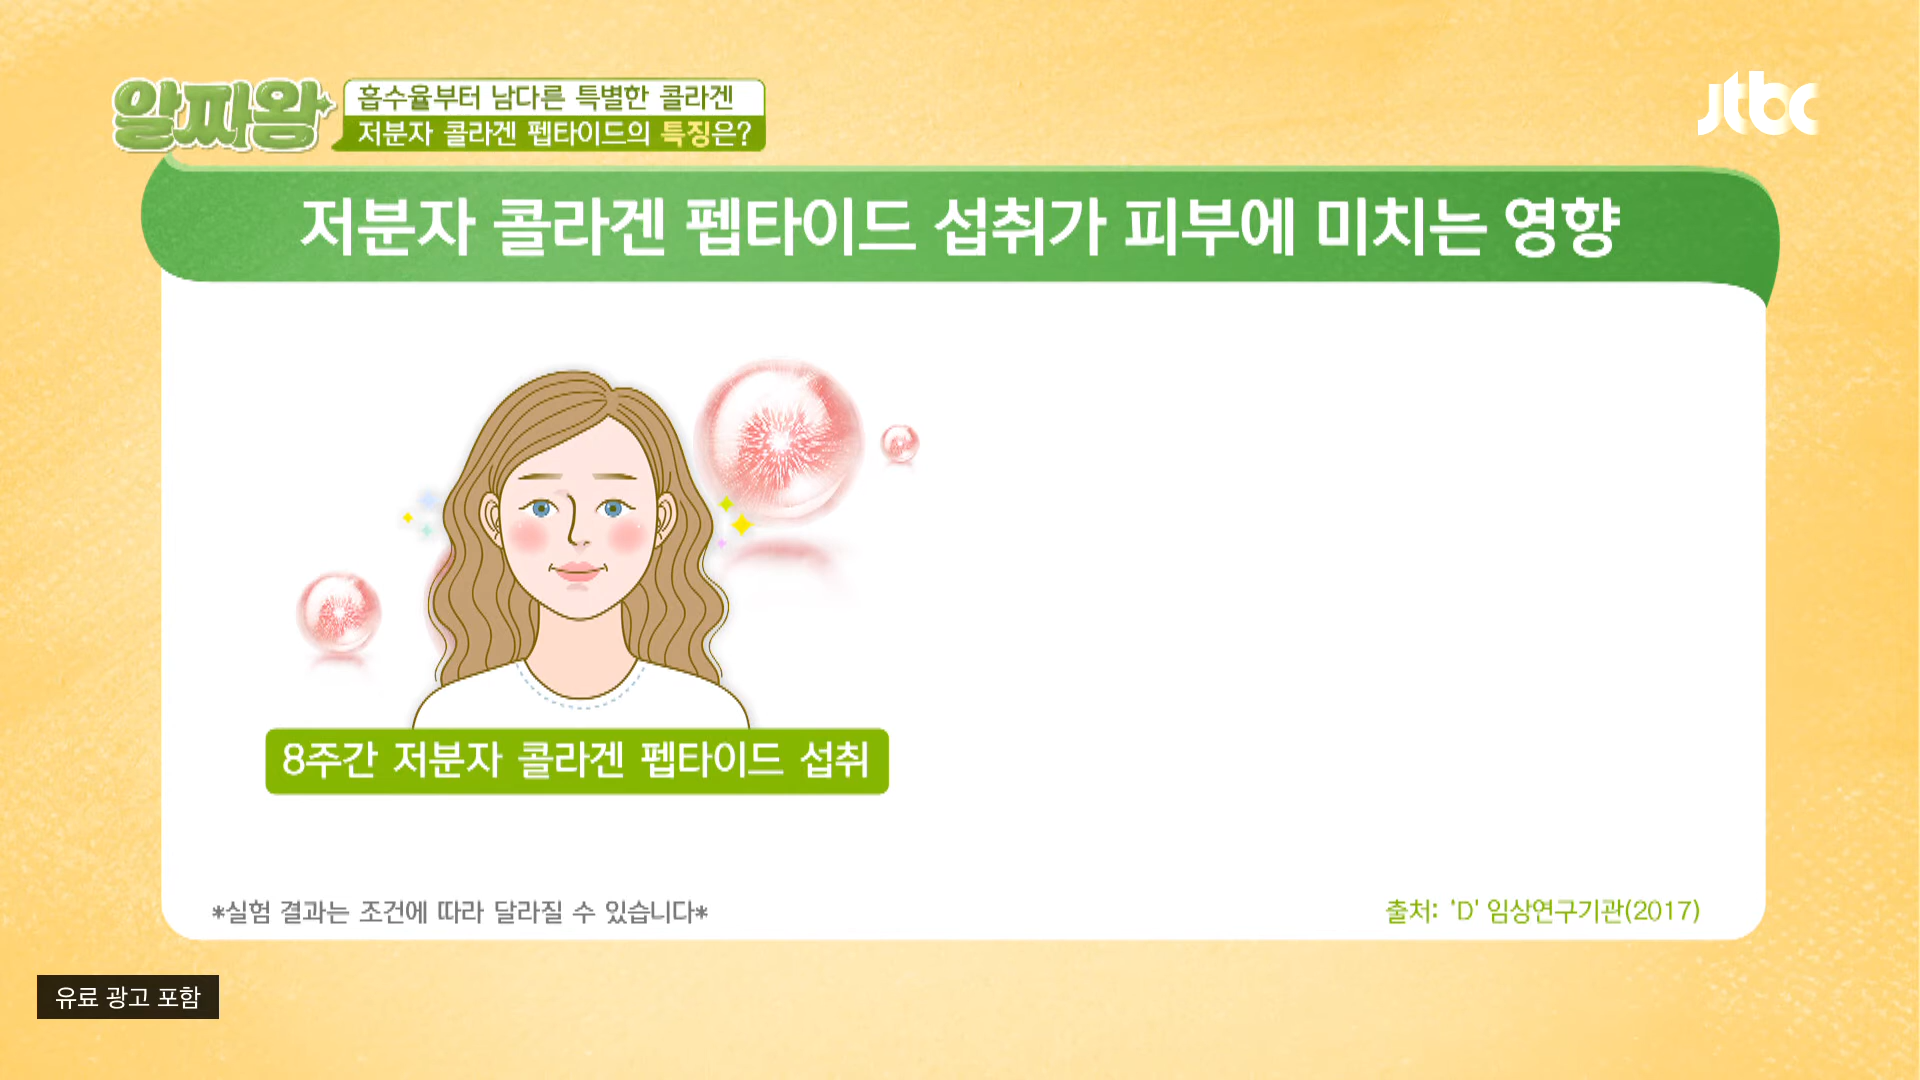 알짜왕
흡수율부터 남다른 특별한 콜라겐
저분자 콜라겐 펩타이드의 특징은?
jtbc
저분자 콜라겐 펩타이드 섭취가 피부에 미치는 영향
8주간 저분자 콜라겐 펩타이드 섭취
*실험 결과는 조건에 따라 달라질 수 있습니다*
출처: 'D' 임상연구기관(2017)
유료 광고 포함